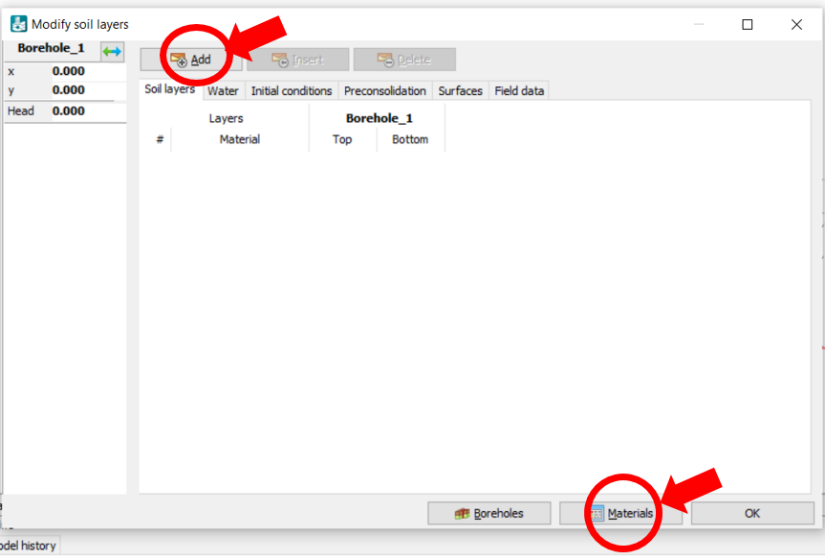 Modify soil layers
Borehole_1
x 0.000
y 0.000
Head 0.000
Add Insert Delete
Soil layers Water Initial conditions Preconsolidation Surfaces Field data
Layers Borehole_1
# Material Top Bottom
Boreholes Materials OK
odel history